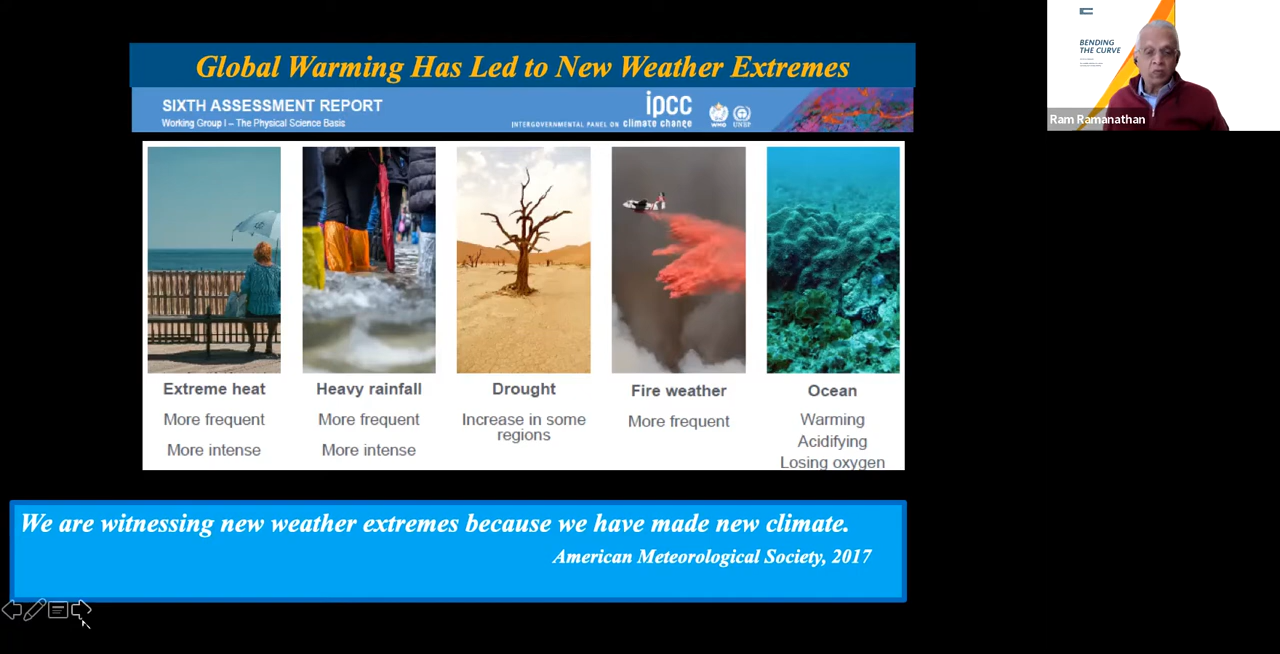 Global Warming Has Led to New Weather Extremes
SIXTH ASSESSMENT REPORT
Working Group I – The Physical Science Basis
ipcc
INTERGOVERNMENTAL PANEL ON climate change
WMO
UNEP
Extreme heat
More frequent
More intense
Heavy rainfall
More frequent
More intense
Drought
Increase in some
regions
Fire weather
More frequent
Ocean
Warming
Acidifying
Losing oxygen
We are witnessing new weather extremes because we have made new climate.
American Meteorological Society, 2017
BENDING
THE CURVE
Ram Ramanathan